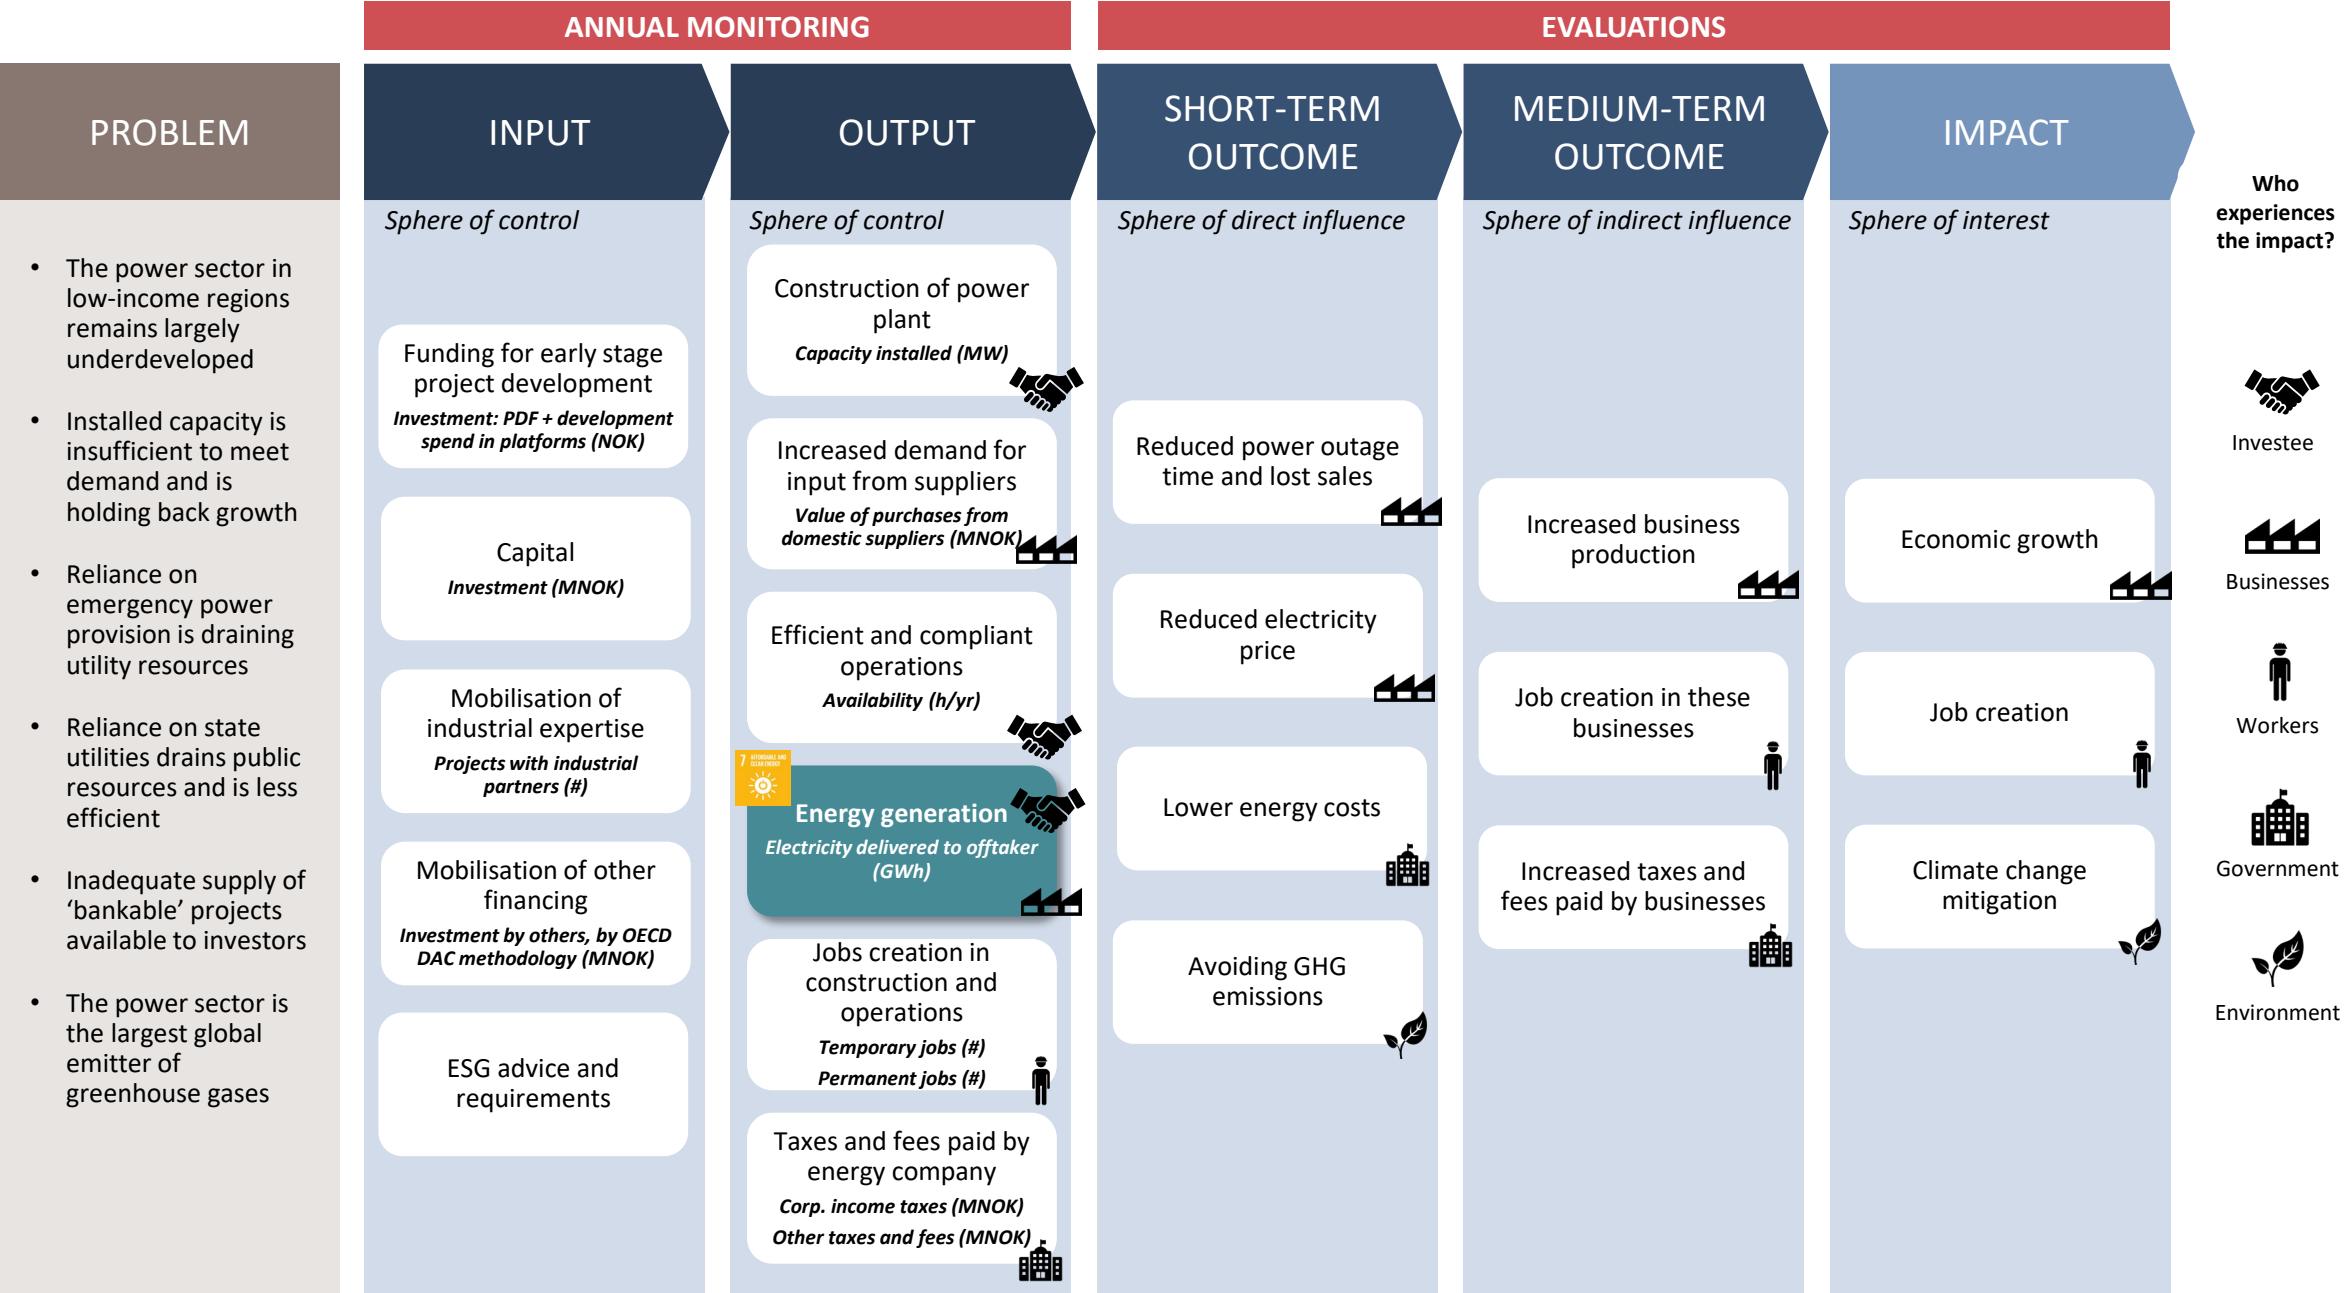 ANNUAL MONITORING
EVALUATIONS
PROBLEM
INPUT
OUTPUT
SHORT-TERM
OUTCOME
MEDIUM-TERM
OUTCOME
IMPACT
• The power sector in
low-income regions
remains largely
underdeveloped
• Installed capacity is
insufficient to meet
demand and is
holding back growth
• Reliance on
emergency power
provision is draining
utility resources
• Reliance on state
utilities drains public
resources and is less
efficient
• Inadequate supply of
‘bankable’ projects
available to investors
• The power sector is
the largest global
emitter of
greenhouse gases
Sphere of control
Funding for early stage
project development
Investment: PDF + development
spend in platforms (NOK)
Capital
Investment (MNOK)
Mobilisation of
industrial expertise
Projects with industrial
partners (#)
Mobilisation of other
financing
Investment by others, by OECD
DAC methodology (MNOK)
ESG advice and
requirements
Sphere of control
Construction of power
plant
Capacity installed (MW)
Increased demand for
input from suppliers
Value of purchases from
domestic suppliers (MNOK)
Efficient and compliant
operations
Availability (h/yr)
7 AFFORDABLE AND
CLEAN ENERGY
Energy generation
Electricity delivered to offtaker
(GWh)
Jobs creation in
construction and
operations
Temporary jobs (#)
Permanent jobs (#)
Taxes and fees paid by
energy company
Corp. income taxes (MNOK)
Other taxes and fees (MNOK)
Sphere of direct influence
Reduced power outage
time and lost sales
Reduced electricity
price
Lower energy costs
Avoiding GHG
emissions
Sphere of indirect influence
Increased business
production
Job creation in these
businesses
Increased taxes and
fees paid by businesses
Sphere of interest
Economic growth
Job creation
Climate change
mitigation
Who
experiences
the impact?
Investee
Businesses
Workers
Government
Environment